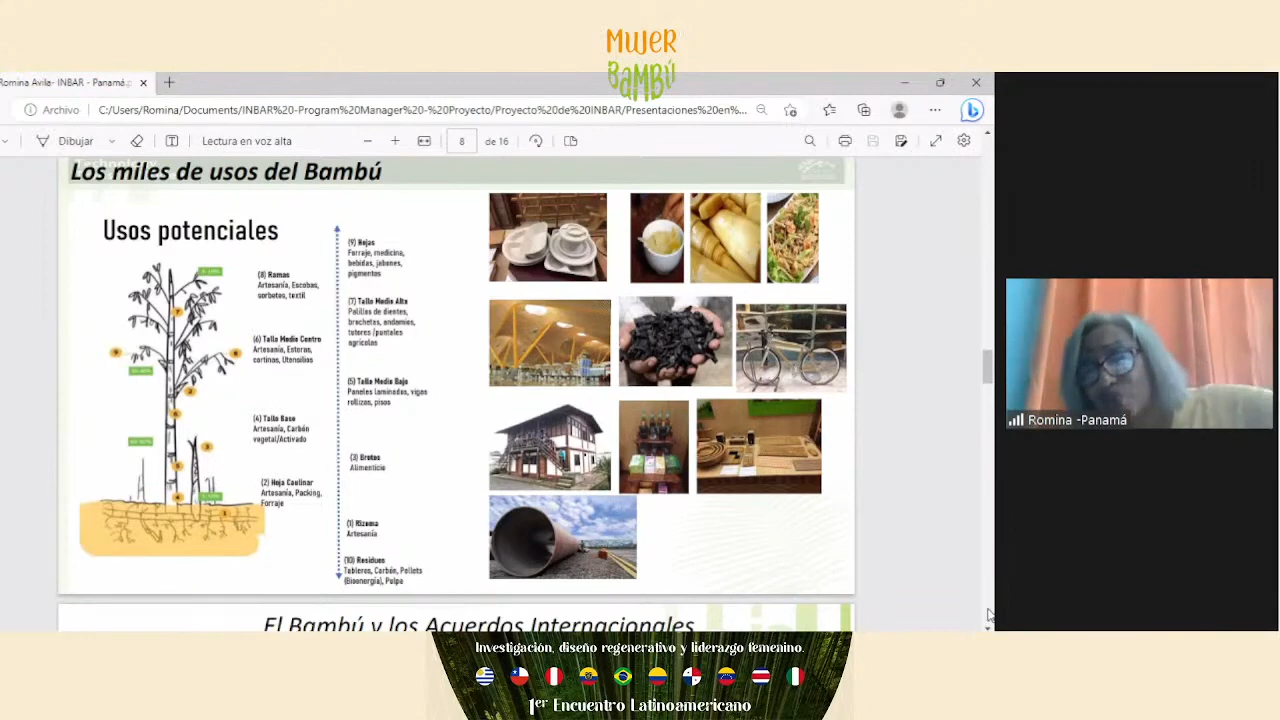 MUJER
BAMBÚ
Romina Avila- INBAR - Panamá.p
Archivo
C:/Users/Romina/Documents/INBAR%20-Program%20Manager%20-%20Proyecto/Proyecto%20de%20INBAR/Presentaciones%20en%...
Dibujar
Lectura en voz alta
8
de 16
Los miles de usos del Bambú
Usos potenciales
(9) Hojas
Forraje, medicina,
bebidas, jabones,
pigmentos
(8) Ramas
Artesanía, Escobas,
sorbetes, textil
(7) Tallo Medio Alto
Palillos de dientes,
brochetas, andamios,
tutores /puntales
agrícolas
(6) Tallo Medio Centro
Artesanía, Esteras,
cortinas, Utensilios
(5) Tallo Medio Bajo
Paneles laminados, vigas
rollizas, pisos
(4) Tallo Base
Artesanía, Carbón
vegetal/Activado
(3) Brotes
Alimenticio
(2) Hoja Caulinar
Artesanía, Packing,
Forraje
(1) Rizoma
Artesanía
(10) Residuos
Tableros, Carbón, Pellets
(Bioenergía), Pulpa
El Bambú y los Acuerdos Internacionales
Romina -Panamá
Investigación, diseño regenerativo y liderazgo femenino.
1er Encuentro Latinoamericano